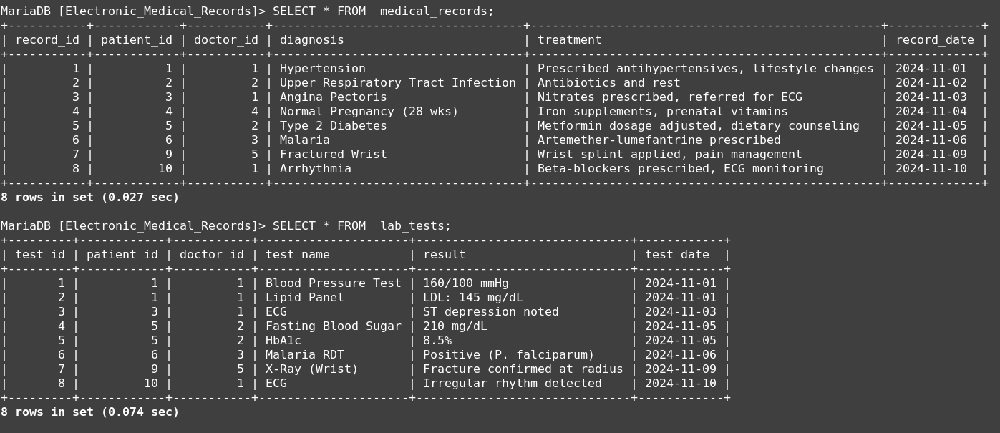 MariaDB [Electronic_Medical_Records]> SELECT * FROM  medical_records;
+-----------+------------+-----------+-----------------------------------+-------------------------------------------------+-------------+
| record_id | patient_id | doctor_id | diagnosis                         | treatment                                       | record_date |
+-----------+------------+-----------+-----------------------------------+-------------------------------------------------+-------------+
|         1 |          1 |         1 | Hypertension                      | Prescribed antihypertensives, lifestyle changes | 2024-11-01  |
|         2 |          2 |         2 | Upper Respiratory Tract Infection | Antibiotics and rest                            | 2024-11-02  |
|         3 |          3 |         1 | Angina Pectoris                   | Nitrates prescribed, referred for ECG           | 2024-11-03  |
|         4 |          4 |         4 | Normal Pregnancy (28 wks)         | Iron supplements, prenatal vitamins             | 2024-11-04  |
|         5 |          5 |         2 | Type 2 Diabetes                   | Metformin dosage adjusted, dietary counseling   | 2024-11-05  |
|         6 |          6 |         3 | Malaria                           | Artemether-lumefantrine prescribed              | 2024-11-06  |
|         7 |          9 |         5 | Fractured Wrist                   | Wrist splint applied, pain management           | 2024-11-09  |
|         8 |         10 |         1 | Arrhythmia                        | Beta-blockers prescribed, ECG monitoring        | 2024-11-10  |
+-----------+------------+-----------+-----------------------------------+-------------------------------------------------+-------------+
8 rows in set (0.027 sec)

MariaDB [Electronic_Medical_Records]> SELECT * FROM  lab_tests;
+---------+------------+-----------+---------------------+------------------------------+------------+
| test_id | patient_id | doctor_id | test_name           | result                       | test_date  |
+---------+------------+-----------+---------------------+------------------------------+------------+
|       1 |          1 |         1 | Blood Pressure Test | 160/100 mmHg                 | 2024-11-01 |
|       2 |          1 |         1 | Lipid Panel         | LDL: 145 mg/dL               | 2024-11-01 |
|       3 |          3 |         1 | ECG                 | ST depression noted          | 2024-11-03 |
|       4 |          5 |         2 | Fasting Blood Sugar | 210 mg/dL                    | 2024-11-05 |
|       5 |          5 |         2 | HbA1c               | 8.5%                         | 2024-11-05 |
|       6 |          6 |         3 | Malaria RDT         | Positive (P. falciparum)     | 2024-11-06 |
|       7 |          9 |         5 | X-Ray (Wrist)       | Fracture confirmed at radius | 2024-11-09 |
|       8 |         10 |         1 | ECG                 | Irregular rhythm detected    | 2024-11-10 |
+---------+------------+-----------+---------------------+------------------------------+------------+
8 rows in set (0.074 sec)